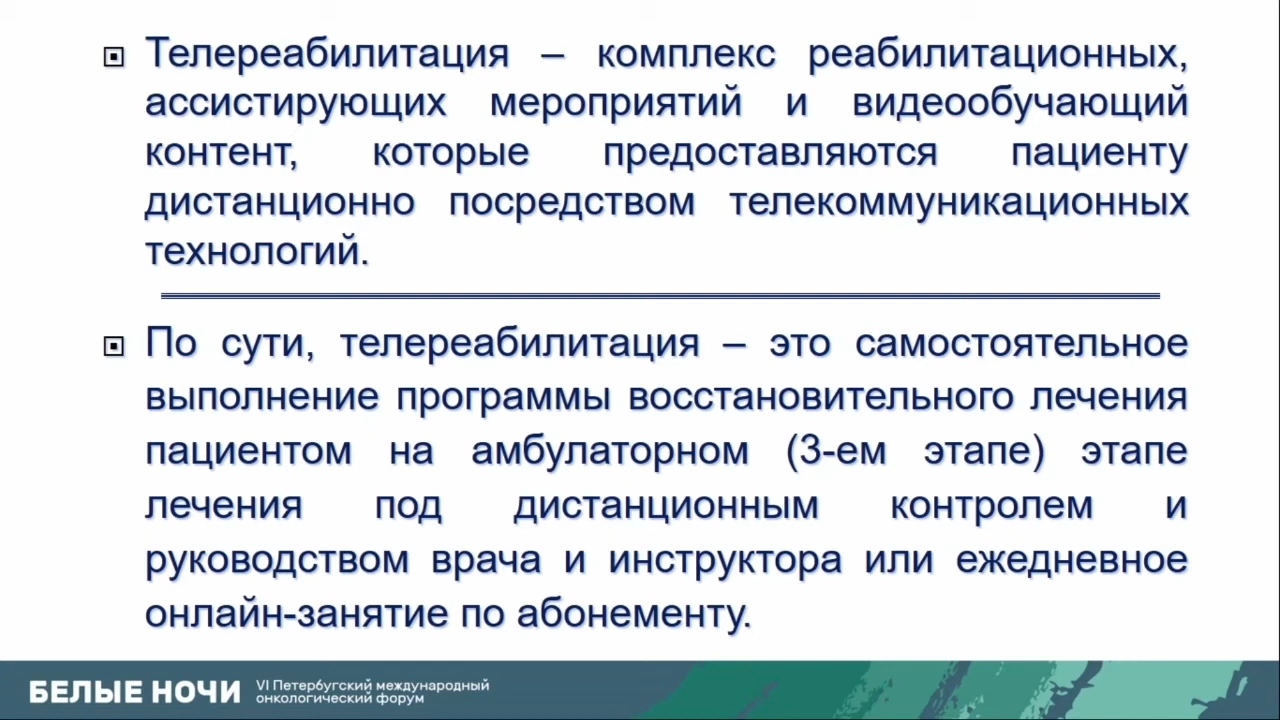 Телереабилитация – комплекс реабилитационных,
ассистирующих мероприятий и видеообучающий
контент, которые предоставляются пациенту
дистанционно посредством телекоммуникационных
технологий.
По сути, телереабилитация – это самостоятельное
выполнение программы восстановительного лечения
пациентом на амбулаторном (3-ем этапе) этапе
лечения под дистанционным контролем и
руководством врача и инструктора или ежедневное
онлайн-занятие по абонементу.
БЕЛЫЕ НОЧИ
VI Петербугский международный
онкологический форум